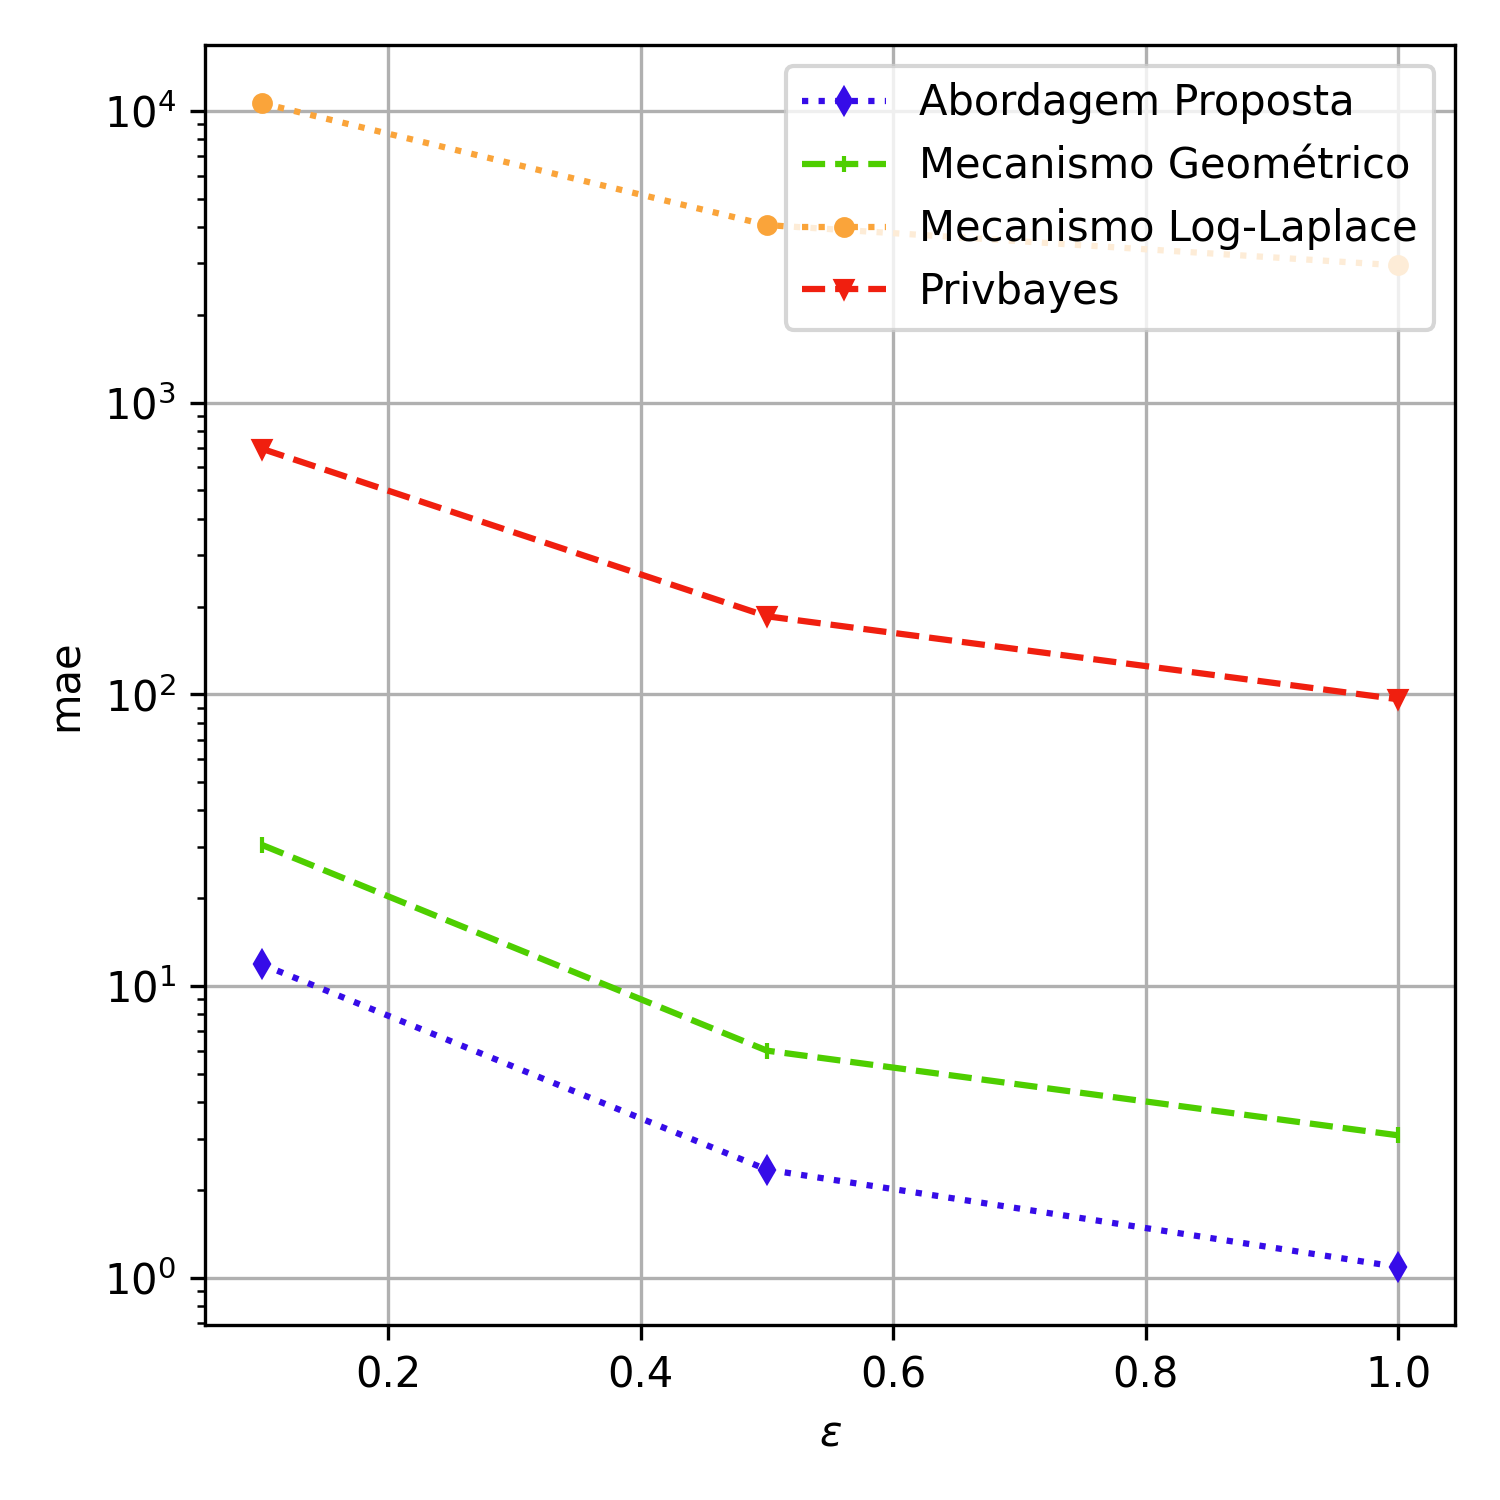 Abordagem Proposta
Mecanismo Geométrico
Mecanismo Log-Laplace
Privbayes
10⁴
10³
10²
10¹
10⁰
mae
0.2 0.4 0.6 0.8 1.0
ε